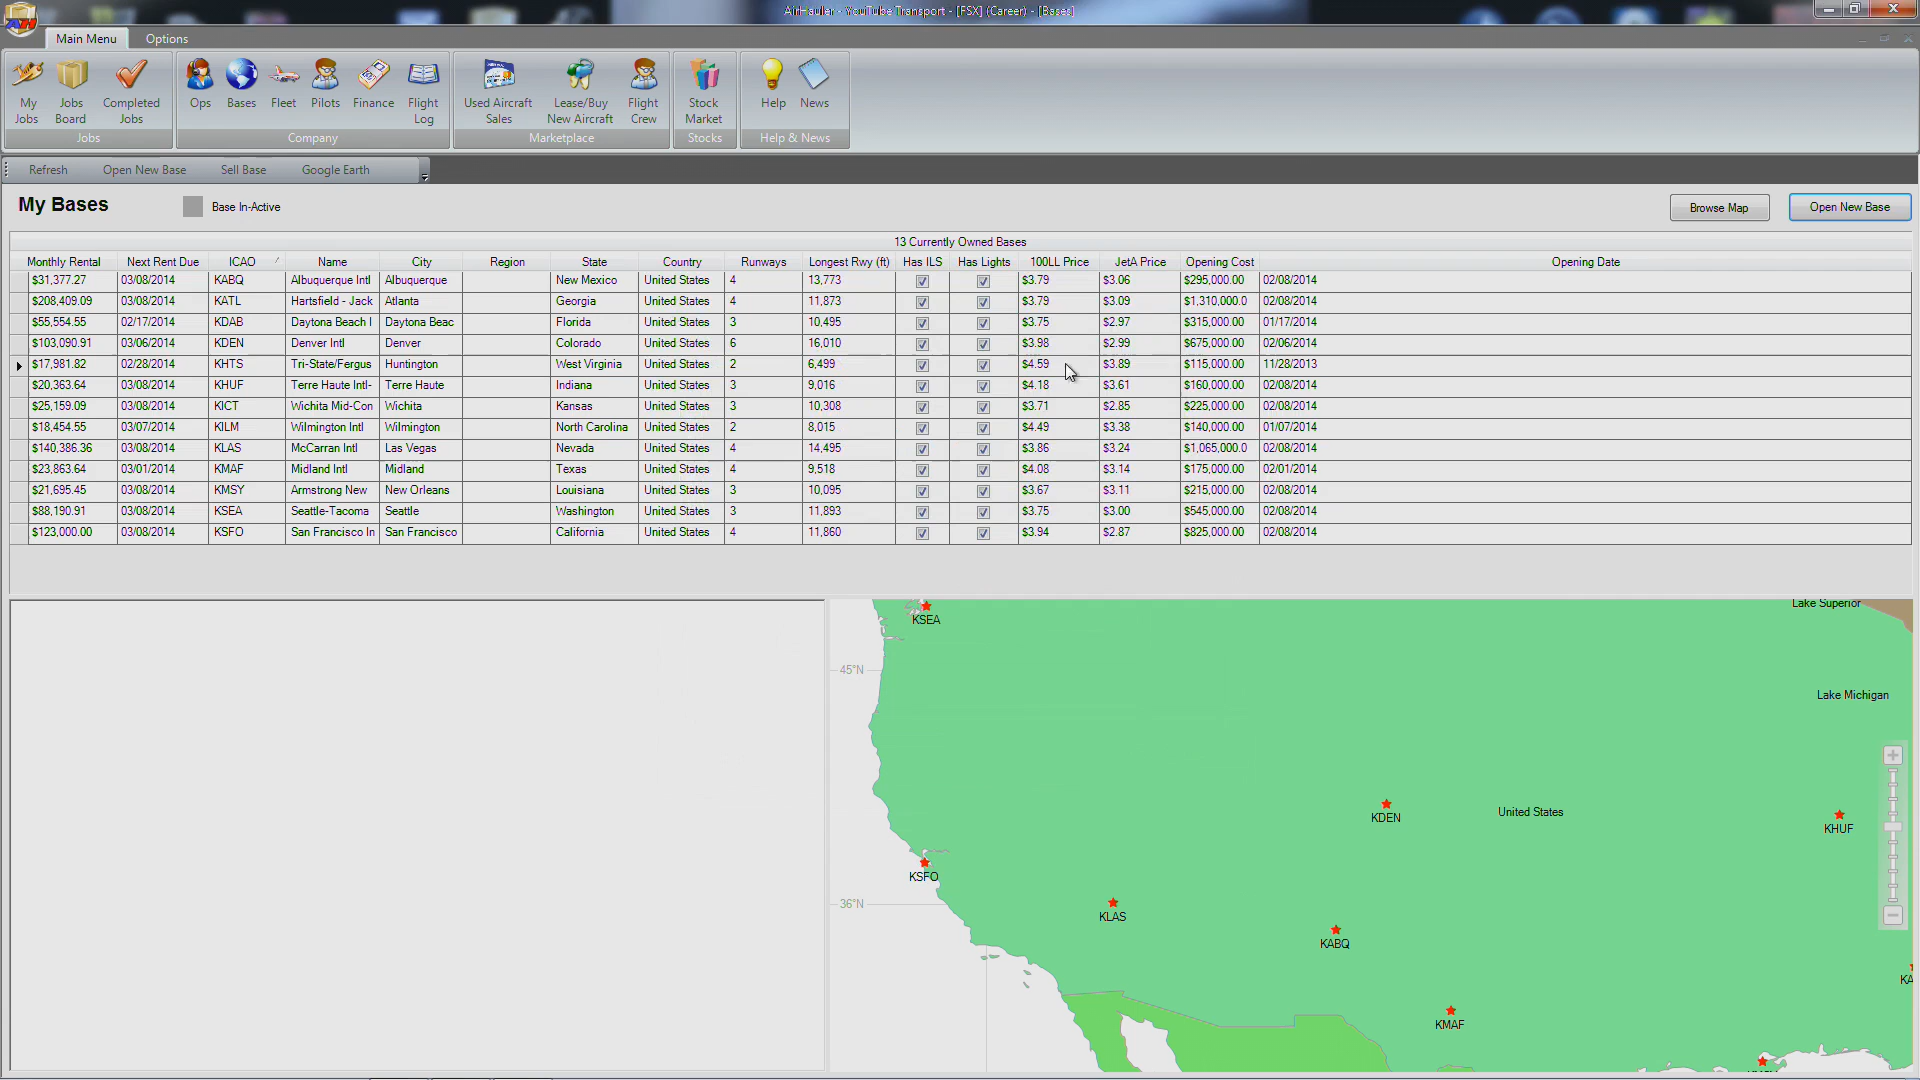 AirHauler - YouTube Transport - [FSX] (Career) - [Bases]
Main Menu Options
My Jobs
Jobs Board
Completed Jobs
Jobs
Ops
Bases
Fleet
Pilots
Finance
Flight Log
Company
Used Aircraft Sales
Lease/Buy New Aircraft
Flight Crew
Marketplace
Stock Market
Stocks
Help
News
Help & News
Refresh Open New Base Sell Base Google Earth
My Bases Base In-Active Browse Map Open New Base
13 Currently Owned Bases
Monthly Rental Next Rent Due ICAO Name City Region State Country Runways Longest Rwy (ft) Has ILS Has Lights 100LL Price JetA Price Opening Cost Opening Date
$31,377.27 03/08/2014 KABQ Albuquerque Intl Albuquerque New Mexico United States 4 13,773 $3.79 $3.06 $295,000.00 02/08/2014
$208,409.09 03/08/2014 KATL Hartsfield - Jack Atlanta Georgia United States 4 11,873 $3.79 $3.09 $1,310,000.0 02/08/2014
$55,554.55 02/17/2014 KDAB Daytona Beach I Daytona Beac Florida United States 3 10,495 $3.75 $2.97 $315,000.00 01/17/2014
$103,090.91 03/06/2014 KDEN Denver Intl Denver Colorado United States 6 16,010 $3.98 $2.99 $675,000.00 02/06/2014
$17,981.82 02/28/2014 KHTS Tri-State/Fergus Huntington West Virginia United States 2 6,499 $4.59 $3.89 $115,000.00 11/28/2013
$20,363.64 03/08/2014 KHUF Terre Haute Intl- Terre Haute Indiana United States 3 9,016 $4.18 $3.61 $160,000.00 02/08/2014
$25,159.09 03/08/2014 KICT Wichita Mid-Con Wichita Kansas United States 3 10,308 $3.71 $2.85 $225,000.00 02/08/2014
$18,454.55 03/07/2014 KILM Wilmington Intl Wilmington North Carolina United States 2 8,015 $4.49 $3.38 $140,000.00 01/07/2014
$140,386.36 03/08/2014 KLAS McCarran Intl Las Vegas Nevada United States 4 14,495 $3.86 $3.24 $1,065,000.0 02/08/2014
$23,863.64 03/01/2014 KMAF Midland Intl Midland Texas United States 4 9,518 $4.08 $3.14 $175,000.00 02/01/2014
$21,695.45 03/08/2014 KMSY Armstrong New New Orleans Louisiana United States 3 10,095 $3.67 $3.11 $215,000.00 02/08/2014
$88,190.91 03/08/2014 KSEA Seattle-Tacoma Seattle Washington United States 3 11,893 $3.75 $3.00 $545,000.00 02/08/2014
$123,000.00 03/08/2014 KSFO San Francisco In San Francisco California United States 4 11,860 $3.94 $2.87 $825,000.00 02/08/2014
Lake Superior
KSEA
45°N
Lake Michigan
KDEN
United States
KHUF
KSFO
36°N
KLAS
KABQ
KA
KMAF